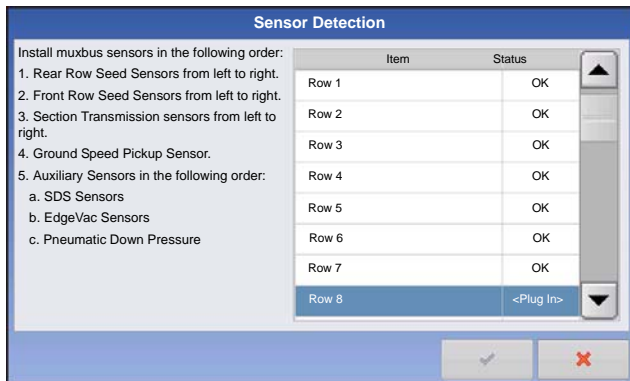 Sensor Detection
Install muxbus sensors in the following order:
1. Rear Row Seed Sensors from left to right.
2. Front Row Seed Sensors from left to right.
3. Section Transmission sensors from left to
right.
4. Ground Speed Pickup Sensor.
5. Auxiliary Sensors in the following order:
a. SDS Sensors
b. EdgeVac Sensors
c. Pneumatic Down Pressure
Item Status
Row 1 OK
Row 2 OK
Row 3 OK
Row 4 OK
Row 5 OK
Row 6 OK
Row 7 OK
Row 8 <Plug In>